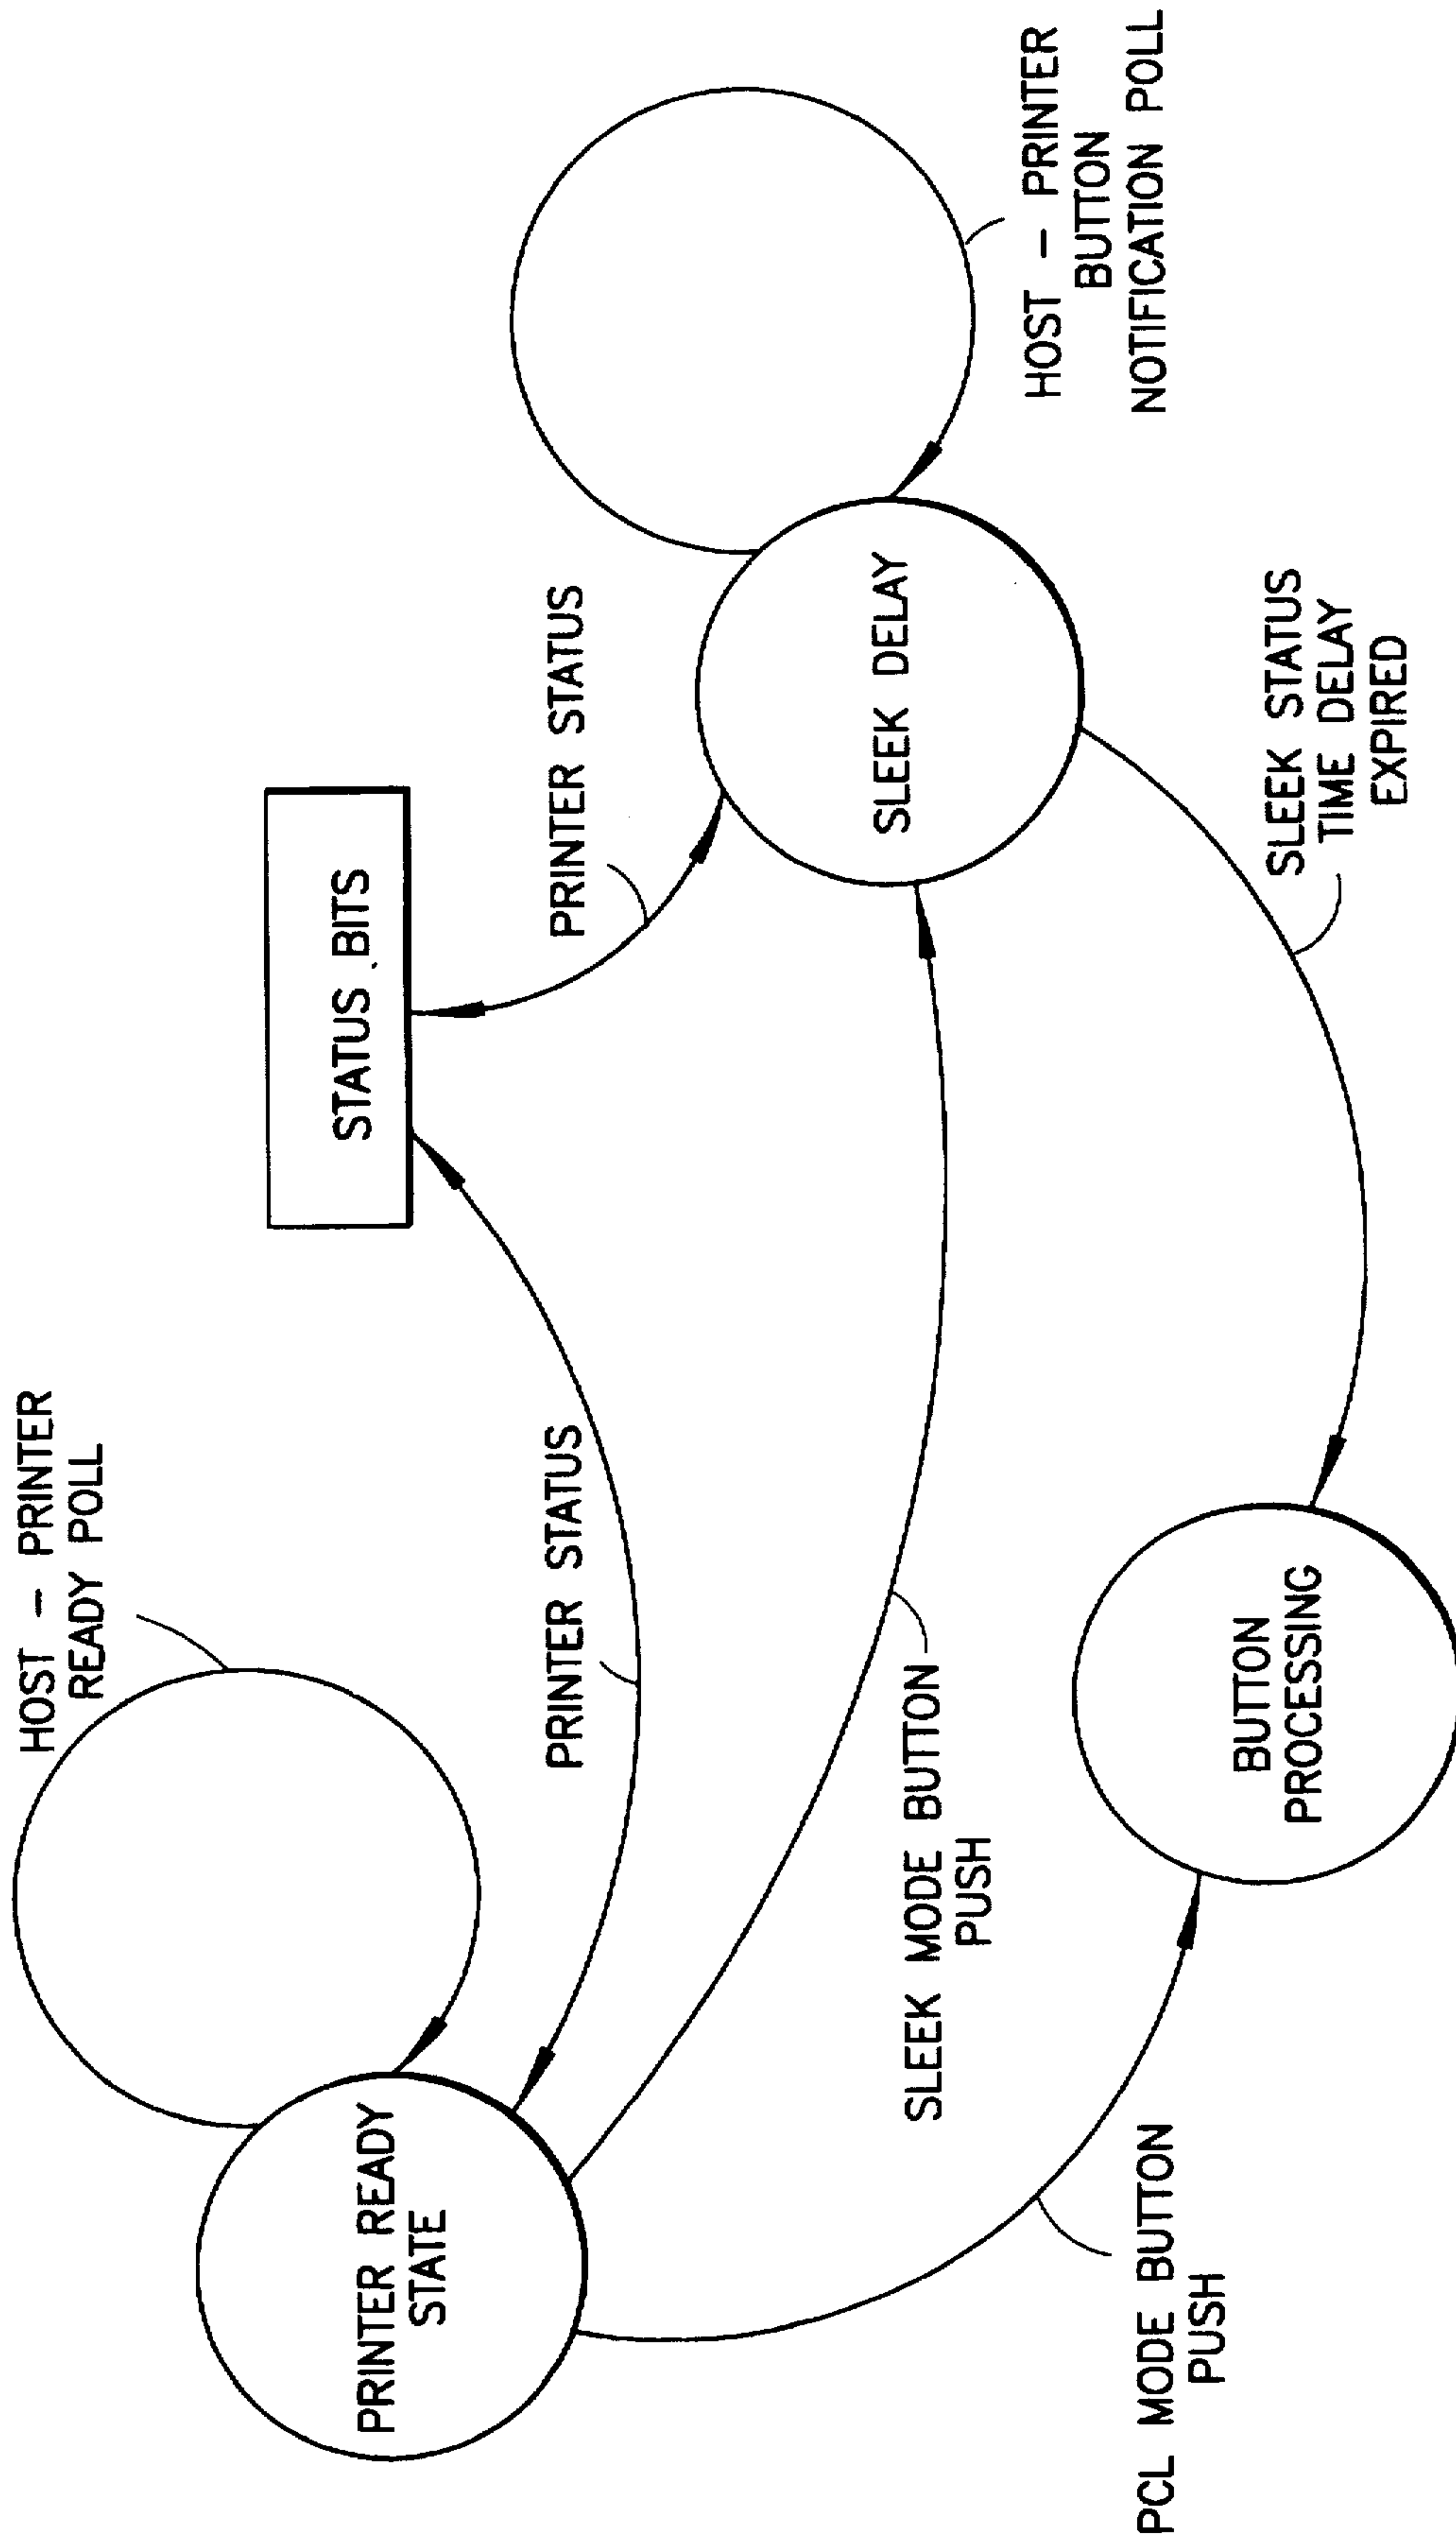 HOST - PRINTER
READY POLL
PRINTER READY
STATE
STATUS BITS
PRINTER STATUS
PRINTER STATUS
SLEEK DELAY
HOST - PRINTER
BUTTON
NOTIFICATION POLL
SLEEK MODE BUTTON
PUSH
PCL MODE BUTTON
PUSH
BUTTON
PROCESSING
SLEEK STATUS
TIME DELAY
EXPIRED